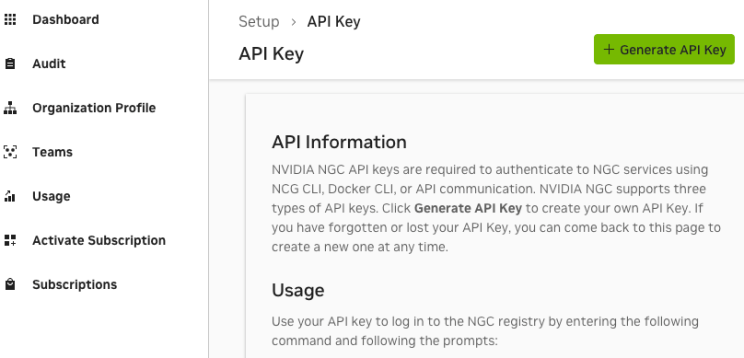 Dashboard
Audit
Organization Profile
Teams
Usage
Activate Subscription
Subscriptions
Setup > API Key
API Key
+ Generate API Key
API Information
NVIDIA NGC API keys are required to authenticate to NGC services using
NCG CLI, Docker CLI, or API communication. NVIDIA NGC supports three
types of API keys. Click Generate API Key to create your own API Key. If
you have forgotten or lost your API Key, you can come back to this page to
create a new one at any time.
Usage
Use your API key to log in to the NGC registry by entering the following
command and following the prompts: